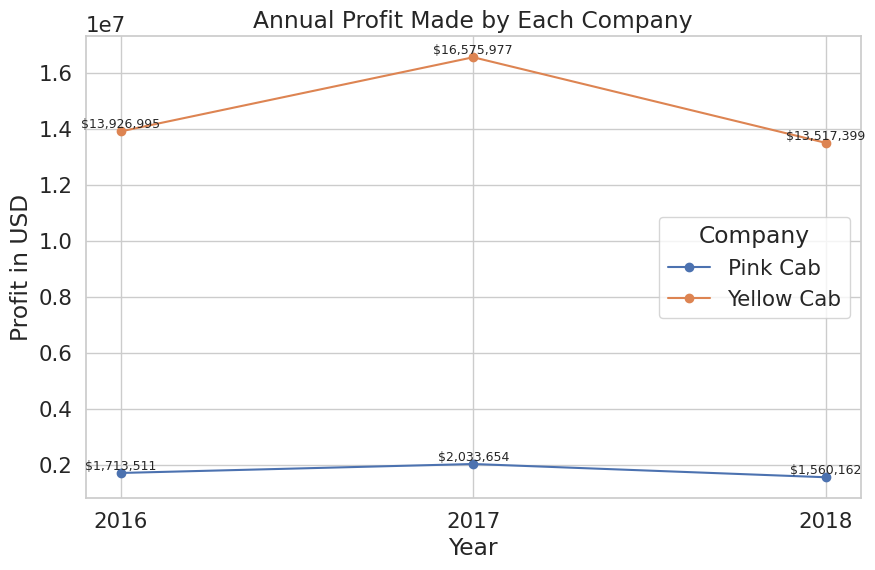 Annual Profit Made by Each Company
1e7
$16,575,977
1.6
1.4
$13,926,995
$13,517,399
1.2
1.0
0.8
0.6
0.4
0.2
Profit in USD
Company
Pink Cab
Yellow Cab
$1,713,511
$2,033,654
$1,560,162
2016
2017
2018
Year